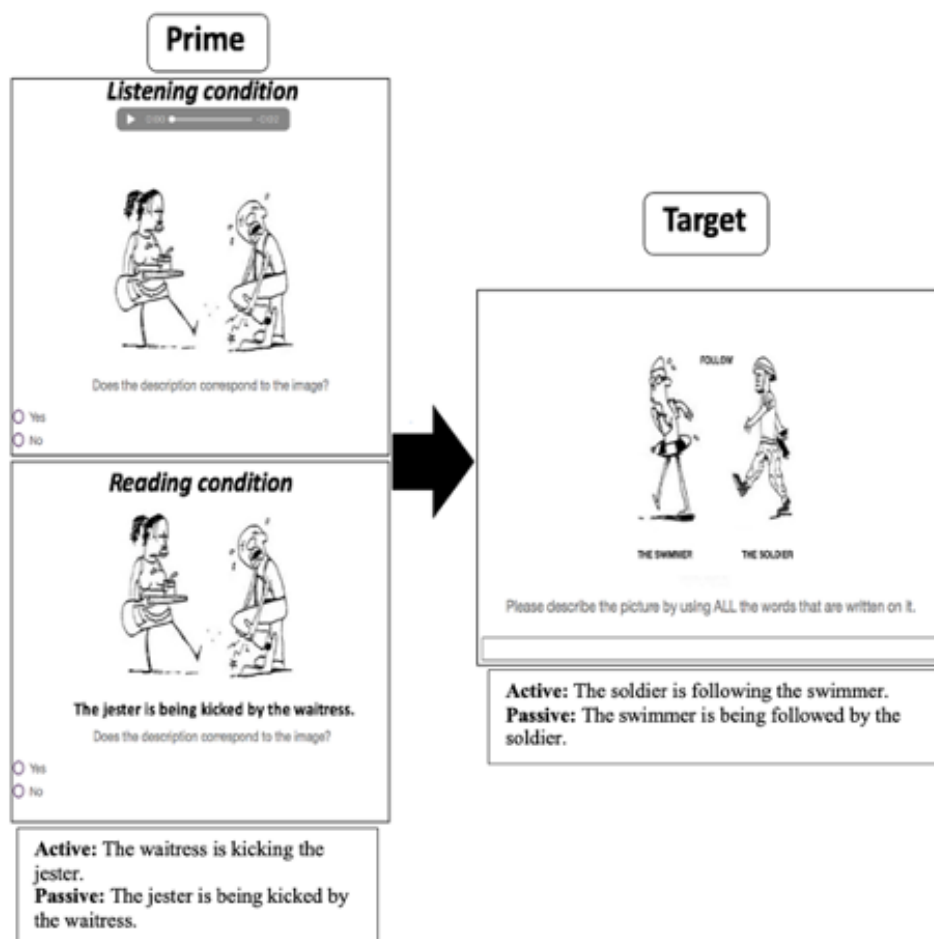 Prime
Listening condition
0:00
-0:02
Does the description correspond to the image?
Yes
No
Reading condition
The jester is being kicked by the waitress.
Does the description correspond to the image?
Yes
No
Active: The waitress is kicking the
jester.
Passive: The jester is being kicked by
the waitress.
Target
FOLLOW
THE SWIMMER
THE SOLDIER
Please describe the picture by using ALL the words that are written on it.
Active: The soldier is following the swimmer.
Passive: The swimmer is being followed by the
soldier.